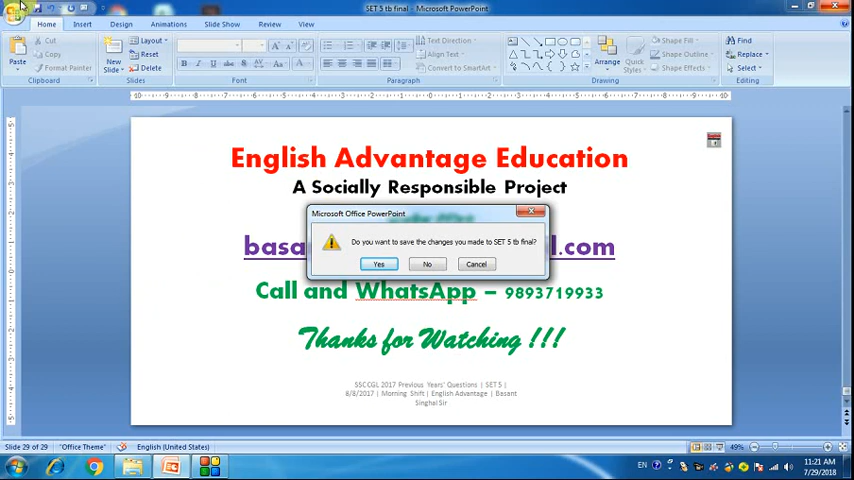 SET 5 tb final - Microsoft PowerPoint
Home Insert Design Animations Slide Show Review View
Cut
Copy
Format Painter
Paste
Clipboard
New
Slide
Layout
Reset
Delete
Slides
B I U abc S AV Aa A
Font
Paragraph
Text Direction
Align Text
Convert to SmartArt
Arrange
Quick
Styles
Shape Fill
Shape Outline
Shape Effects
Drawing
Find
Replace
Select
Editing
English Advantage Education
A Socially Responsible Project
Microsoft Office PowerPoint
Do you want to save the changes you made to SET 5 tb final?
Yes No Cancel
basan
l.com
Call and WhatsApp – 9893719933
Thanks for Watching !!!
SSC CGL 2017 Previous Years' Questions | SET 5 |
8/8/2017 | Morning Shift | English Advantage | Basant
Singhal Sir
Slide 29 of 29 "Office Theme" English (United States) 49%
EN 11:21 AM
7/29/2018